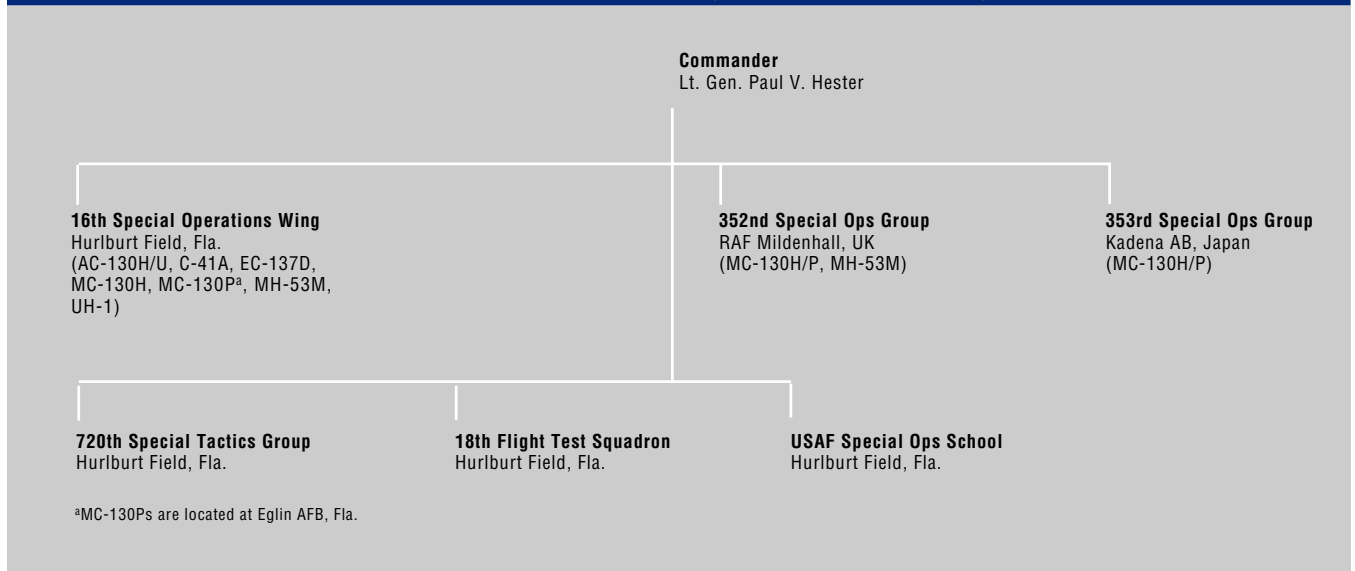 Commander
Lt. Gen. Paul V. Hester
16th Special Operations Wing
Hurlburt Field, Fla.
(AC-130H/U, C-41A, EC-137D,
MC-130H, MC-130Pª, MH-53M,
UH-1)
352nd Special Ops Group
RAF Mildenhall, UK
(MC-130H/P, MH-53M)
353rd Special Ops Group
Kadena AB, Japan
(MC-130H/P)
720th Special Tactics Group
Hurlburt Field, Fla.
18th Flight Test Squadron
Hurlburt Field, Fla.
USAF Special Ops School
Hurlburt Field, Fla.
ªMC-130Ps are located at Eglin AFB, Fla.